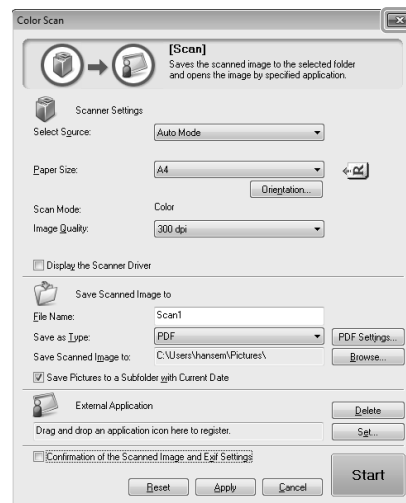 Color Scan
[Scan]
Saves the scanned image to the selected folder
and opens the image by specified application.
Scanner Settings
Select Source: Auto Mode
Paper Size: A4
Orientation...
Scan Mode: Color
Image Quality: 300 dpi
Display the Scanner Driver
Save Scanned Image to
File Name: Scan1
Save as Type: PDF PDF Settings...
Save Scanned Image to: C:\Users\hansem\Pictures\ Browse...
Save Pictures to a Subfolder with Current Date
External Application Delete
Drag and drop an application icon here to register. Set...
Confirmation of the Scanned Image and Exif Settings
Reset Apply Cancel Start